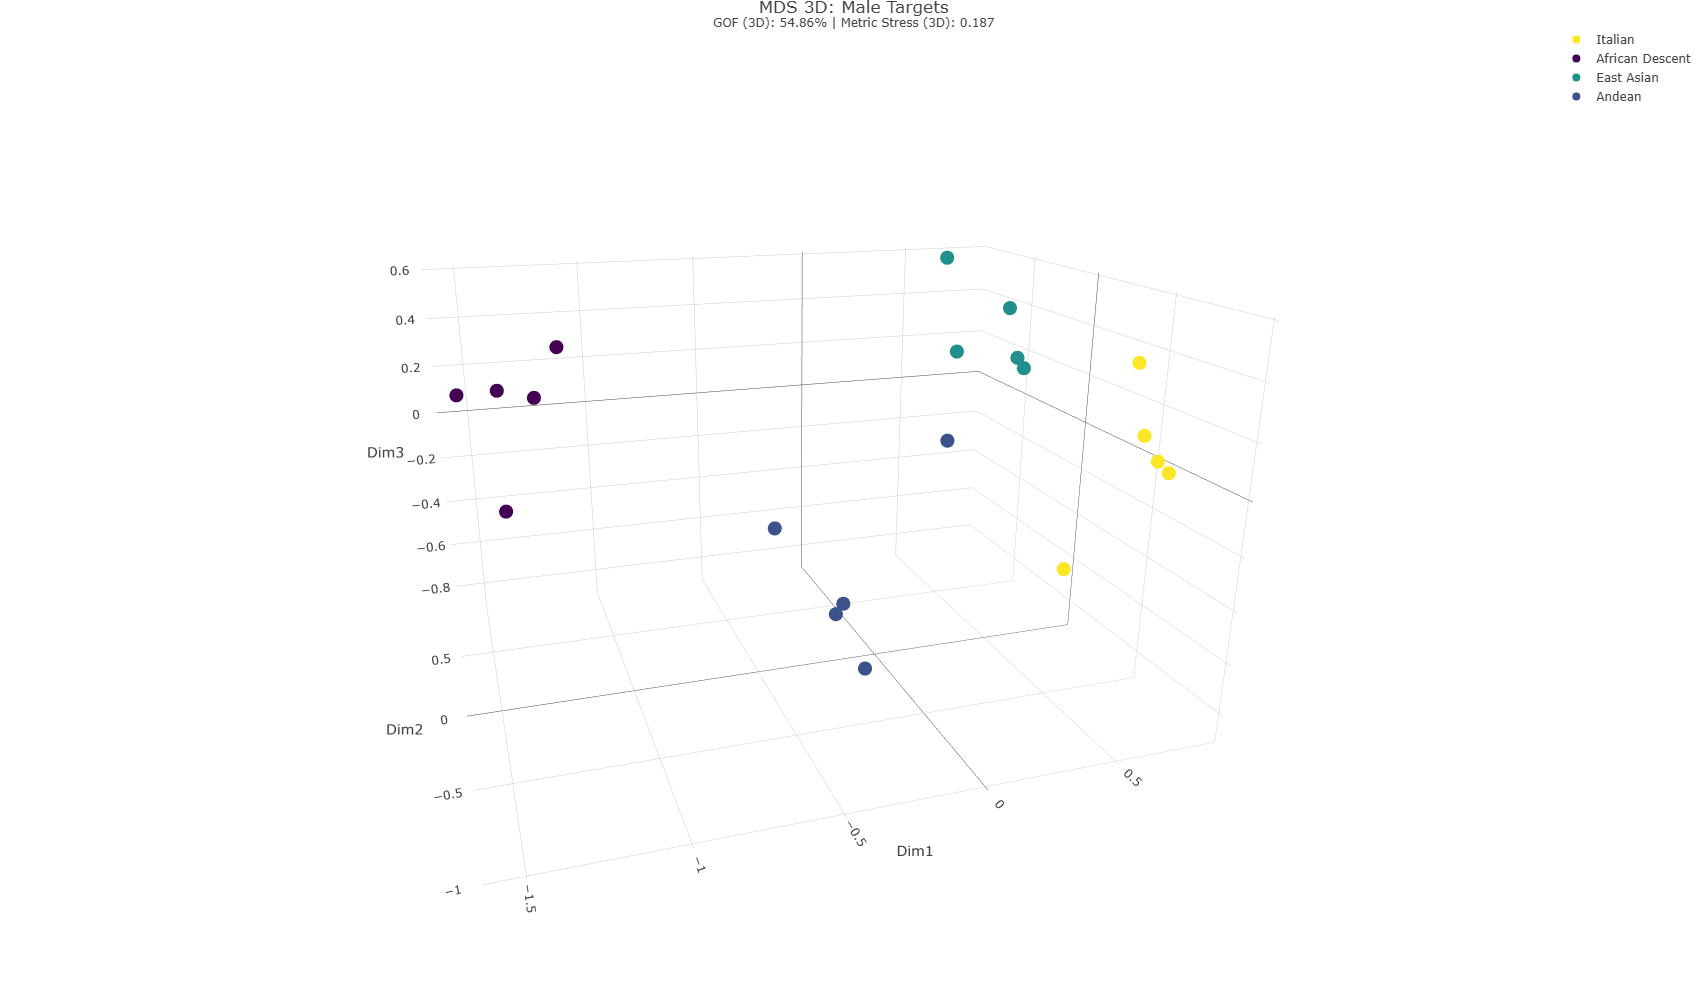 MDS 3D: Male Targets
GOF (3D): 54.86% | Metric Stress (3D): 0.187
Italian
African Descent
East Asian
Andean
0.6
0.4
0.2
0
Dim3
−0.2
−0.4
−0.6
−0.8
0.5
0
Dim2
−0.5
−1
−1.5
−1
−0.5
0
0.5
Dim1